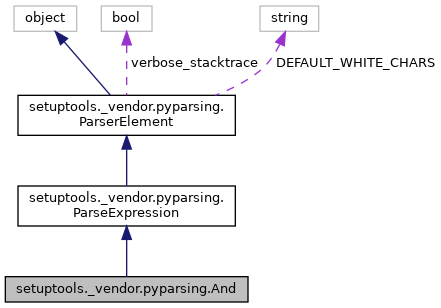 object
bool
string
verbose_stacktrace
DEFAULT_WHITE_CHARS
setuptools._vendor.pyparsing.
ParserElement
setuptools._vendor.pyparsing.
ParseExpression
setuptools._vendor.pyparsing.And